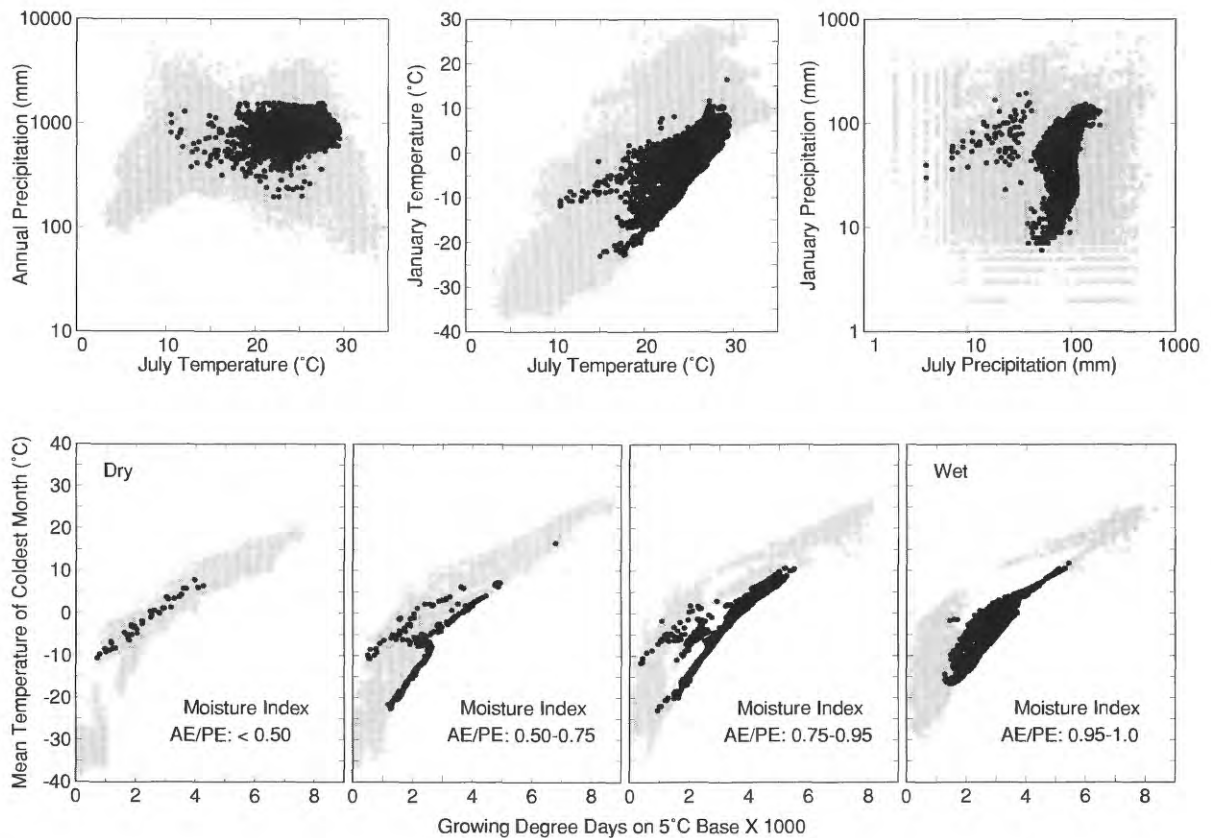 10000
1000
100
10
Annual Precipitation (mm)
0 10 20 30
July Temperature (°C)
30
20
10
0
-10
-20
-30
-40
January Temperature (°C)
0 10 20 30
July Temperature (°C)
1000
100
10
1
January Precipitation (mm)
1 10 100 1000
July Precipitation (mm)
40
30
20
10
0
-10
-20
-30
-40
Mean Temperature of Coldest Month (°C)
Dry
Moisture Index
AE/PE: < 0.50
0 2 4 6 8
Moisture Index
AE/PE: 0.50-0.75
0 2 4 6 8
Moisture Index
AE/PE: 0.75-0.95
0 2 4 6 8
Wet
Moisture Index
AE/PE: 0.95-1.0
0 2 4 6 8
Growing Degree Days on 5°C Base X 1000